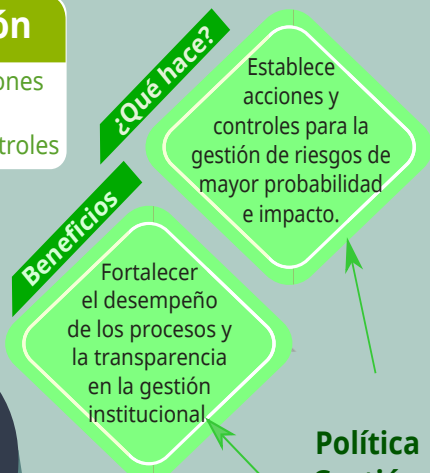 ón
ones
troles
¿Qué hace?
Establece
acciones y
controles para la
gestión de riesgos de
mayor probabilidad
e impacto.
Beneficios
Fortalecer
el desempeño
de los procesos y
la transparencia
en la gestión
institucional.
Política